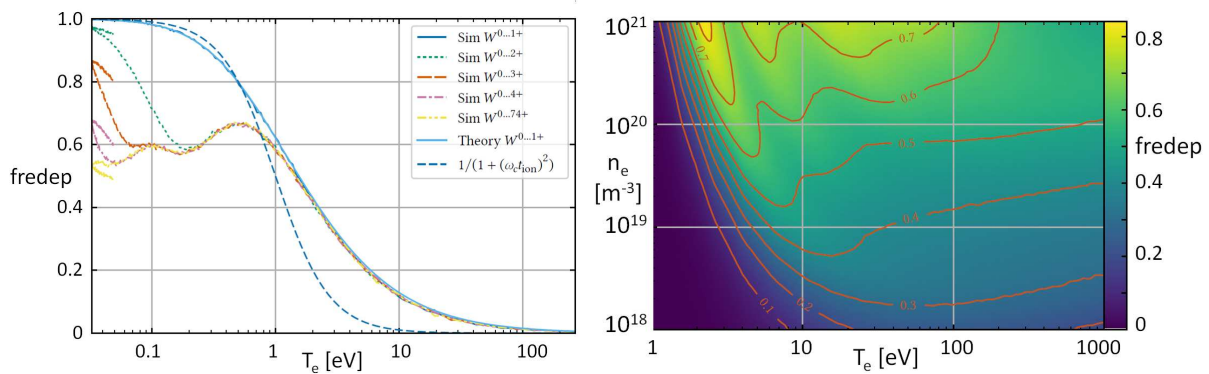 1.0
0.8
0.6
fredep
0.4
0.2
0
0.1
1
10
100
T_e [eV]
Sim W^{0...1+}
Sim W^{0...2+}
Sim W^{0...3+}
Sim W^{0...4+}
Sim W^{0...74+}
Theory W^{0...1+}
1/(1 + (ω_c t_ion)^2)
10^21
10^20
n_e
[m^-3]
10^19
10^18
0.7
0.7
0.6
0.5
0.4
0.3
0.2
0.1
1
10
100
1000
T_e [eV]
0.8
0.6
fredep
0.4
0.2
0